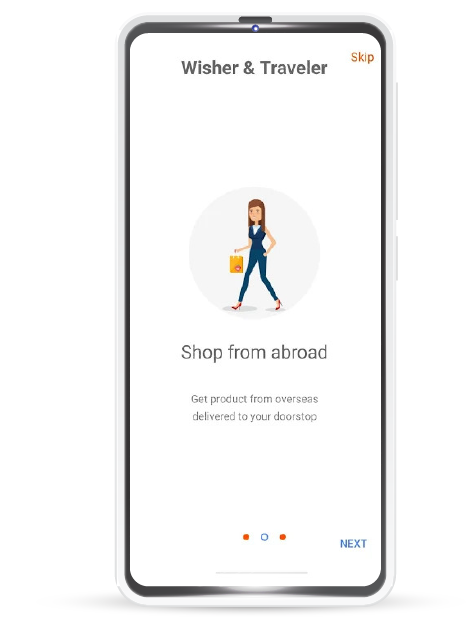 Skip
Wisher & Traveler
Shop from abroad
Get product from overseas
delivered to your doorstop
NEXT